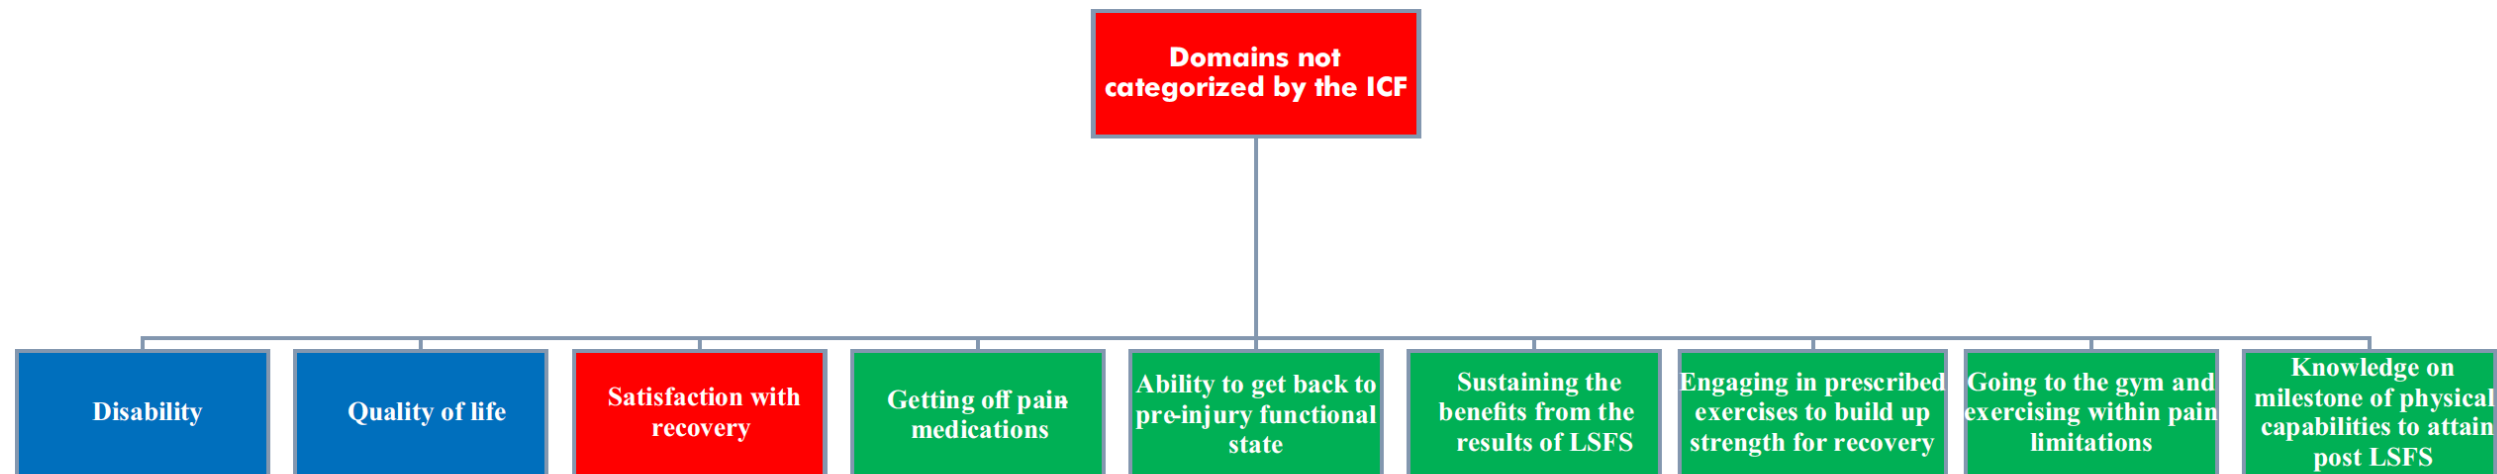 Domains not
categorized by the ICF
Disability
Quality of life
Satisfaction with
recovery
Getting off pain-
medications
Ability to get back to
pre-injury functional
state
Sustaining the
benefits from the
results of LSFS
Engaging in prescribed
exercises to build up
strength for recovery
Going to the gym and
exercising within pain
limitations
Knowledge on
milestone of physical
capabilities to attain
post LSFS